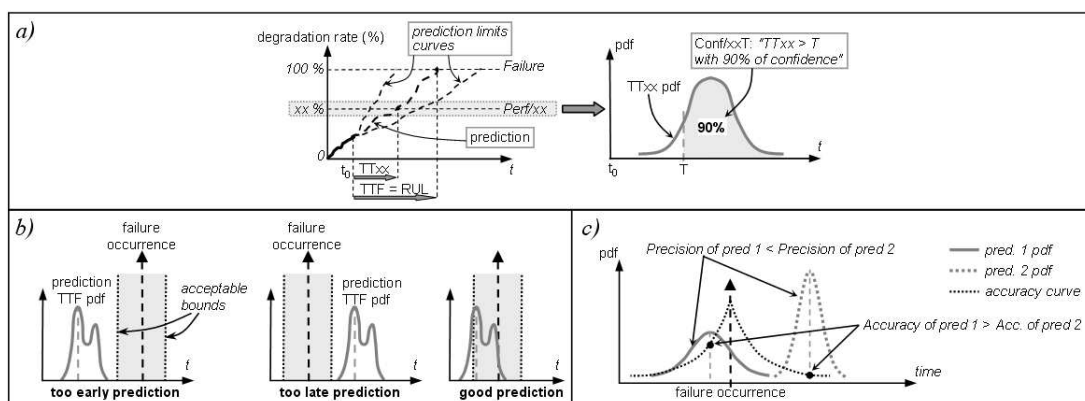 a)
degradation rate (%)
prediction limits
curves
100 %
Failure
xx %
Perf/xx
prediction
0
t0
TTxx
t
TTF = RUL
pdf
Conf/xxT: "TTxx > T
with 90% of confidence"
TTxx pdf
90%
t0
T
t
b)
failure
occurrence
prediction
TTF pdf
acceptable
bounds
t
too early prediction
failure
occurrence
prediction
TTF pdf
t
too late prediction
t
good prediction
c)
pdf
Precision of pred 1 < Precision of pred 2
pred. 1 pdf
pred. 2 pdf
accuracy curve
Accuracy of pred 1 > Acc. of pred 2
time
failure occurrence